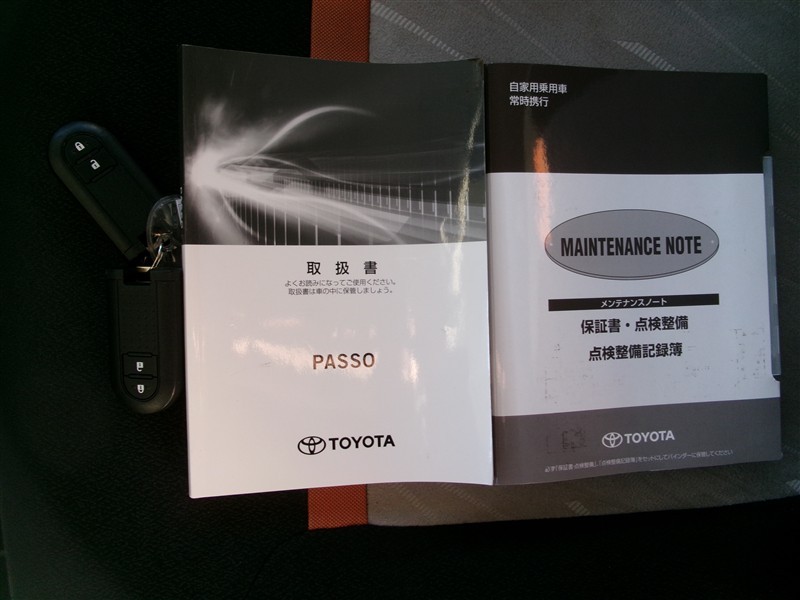 取扱書
よくお読みになってご使用ください。
取扱書は車の中に保管しましょう。
PASSO
TOYOTA
自家用乗用車
常時携行
MAINTENANCE NOTE
メンテナンスノート
保証書・点検整備
点検整備記録簿
TOYOTA